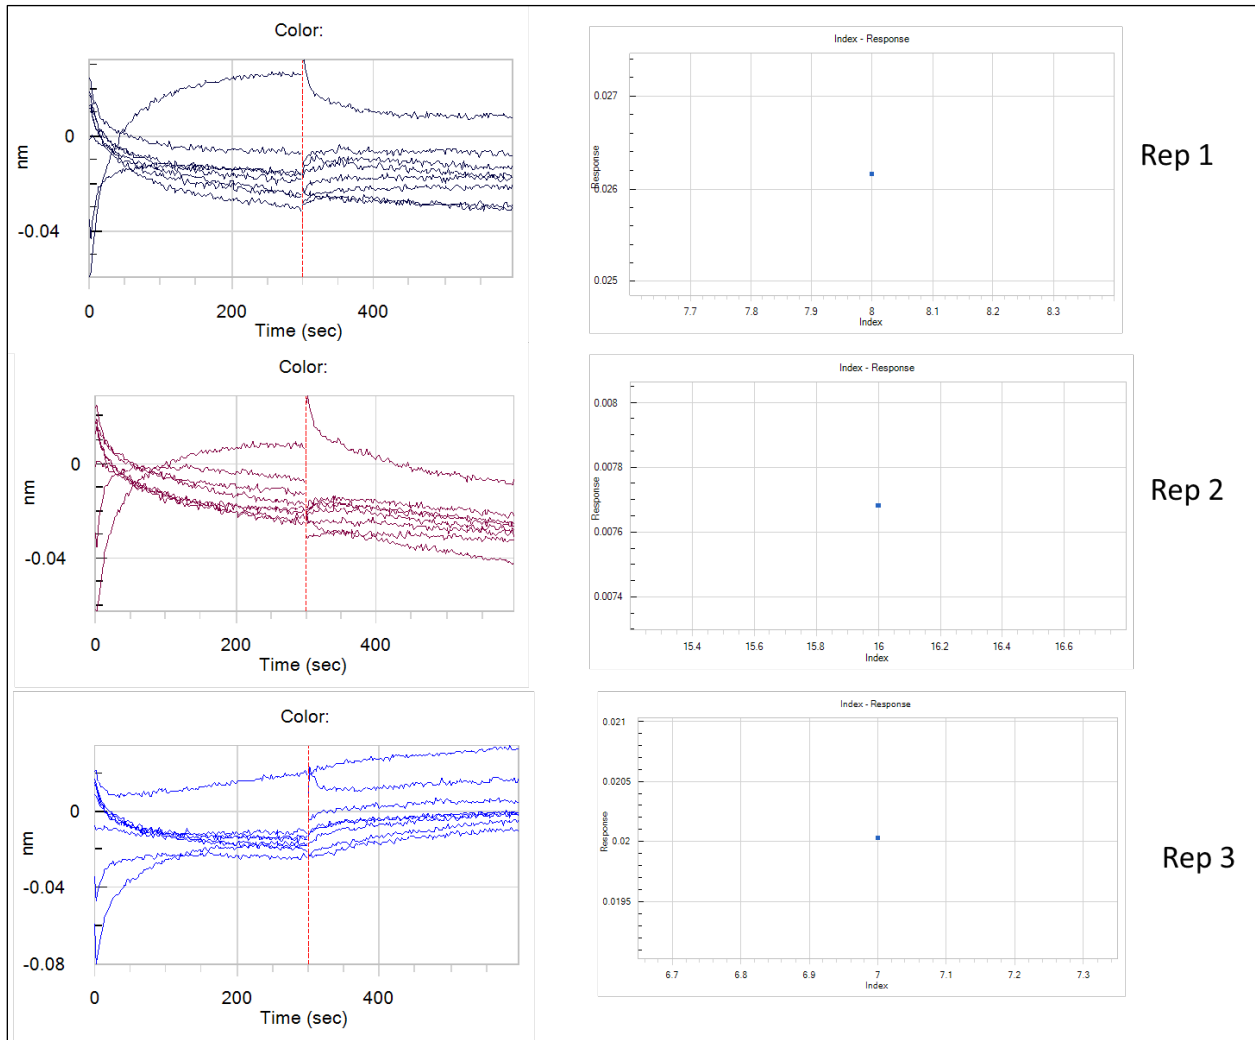 Color:
nm
0
-0.04
0
200
400
Time (sec)
Index - Response
Response
0.027
0.026
0.025
7.7
7.8
7.9
8
8.1
8.2
8.3
Index
Rep 1
Color:
nm
0
-0.04
0
200
400
Time (sec)
Index - Response
Response
0.008
0.0078
0.0076
0.0074
15.4
15.6
15.8
16
16.2
16.4
16.6
Index
Rep 2
Color:
nm
0
-0.04
-0.08
0
200
400
Time (sec)
Index - Response
Response
0.021
0.0205
0.02
0.0195
6.7
6.8
6.9
7
7.1
7.2
7.3
Index
Rep 3